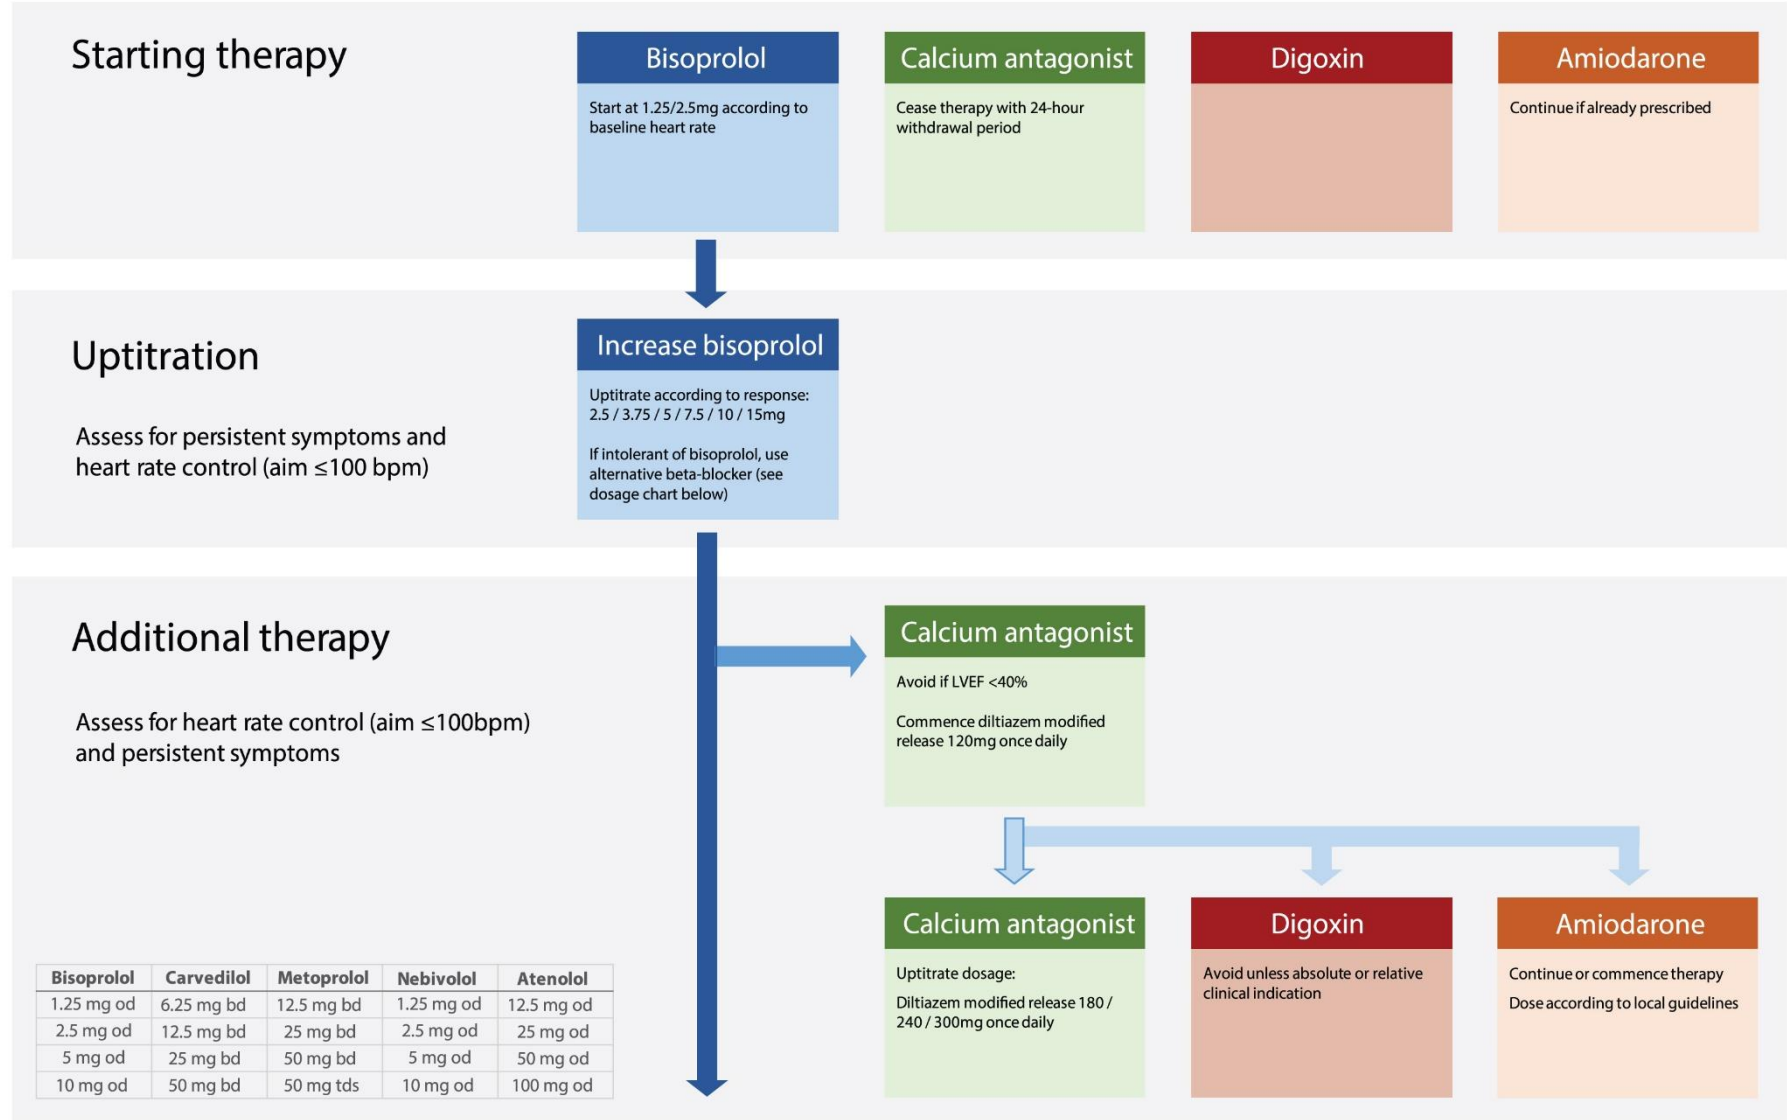 Starting therapy
Bisoprolol
Start at 1.25/2.5mg according to
baseline heart rate
Calcium antagonist
Cease therapy with 24-hour
withdrawal period
Digoxin
Amiodarone
Continue if already prescribed
Uptitration
Assess for persistent symptoms and
heart rate control (aim ≤100 bpm)
Increase bisoprolol
Uptitrate according to response:
2.5 / 3.75 / 5 / 7.5 / 10 / 15mg
If intolerant of bisoprolol, use
alternative beta-blocker (see
dosage chart below)
Additional therapy
Assess for heart rate control (aim ≤100bpm)
and persistent symptoms
Calcium antagonist
Avoid if LVEF <40%
Commence diltiazem modified
release 120mg once daily
Calcium antagonist
Uptitrate dosage:
Diltiazem modified release 180 /
240 / 300mg once daily
Digoxin
Avoid unless absolute or relative
clinical indication
Amiodarone
Continue or commence therapy
Dose according to local guidelines
Bisoprolol Carvedilol Metoprolol Nebivolol Atenolol
1.25 mg od 6.25 mg bd 12.5 mg bd 1.25 mg od 12.5 mg od
2.5 mg od 12.5 mg bd 25 mg bd 2.5 mg od 25 mg od
5 mg od 25 mg bd 50 mg bd 5 mg od 50 mg od
10 mg od 50 mg bd 50 mg tds 10 mg od 100 mg od